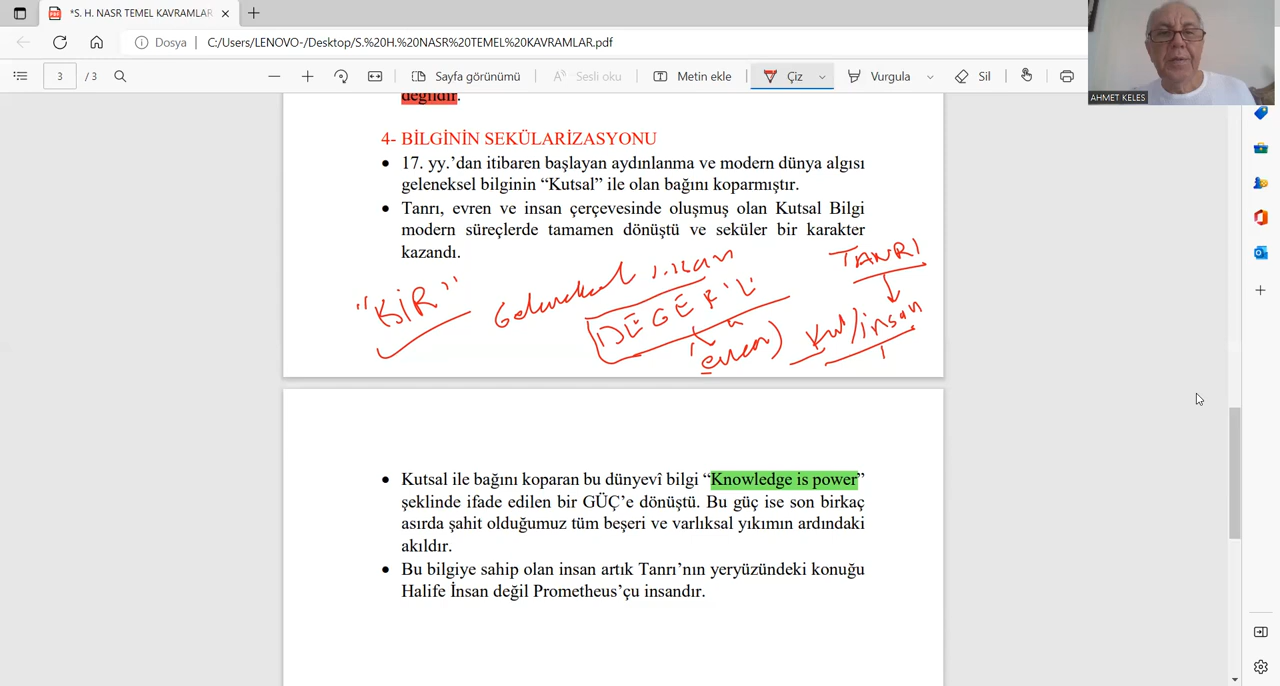 *S. H. NASR TEMEL KAVRAMLAR
Dosya
C:/Users/LENOVO-/Desktop/S.%20H.%20NASR%20TEMEL%20KAVRAMLAR.pdf
3
/ 3
Sayfa görünümü
Sesli oku
Metin ekle
Çiz
Vurgula
Sil
AHMET KELES
değildir.
4- BİLGİNİN SEKÜLARİZASYONU
• 17. yy.’dan itibaren başlayan aydınlanma ve modern dünya algısı
geleneksel bilginin “Kutsal” ile olan bağını koparmıştır.
• Tanrı, evren ve insan çerçevesinde oluşmuş olan Kutsal Bilgi
modern süreçlerde tamamen dönüştü ve seküler bir karakter
kazandı.
"BİR"
Geleneksel insan
DEĞERİLİ
(evren)
TANRI
Kul/insan
• Kutsal ile bağını koparan bu dünyevî bilgi “Knowledge is power”
şeklinde ifade edilen bir GÜÇ’e dönüştü. Bu güç ise son birkaç
asırda şahit olduğumuz tüm beşeri ve varlıksal yıkımın ardındaki
akıldır.
• Bu bilgiye sahip olan insan artık Tanrı’nın yeryüzündeki konuğu
Halife İnsan değil Prometheus’çu insandır.